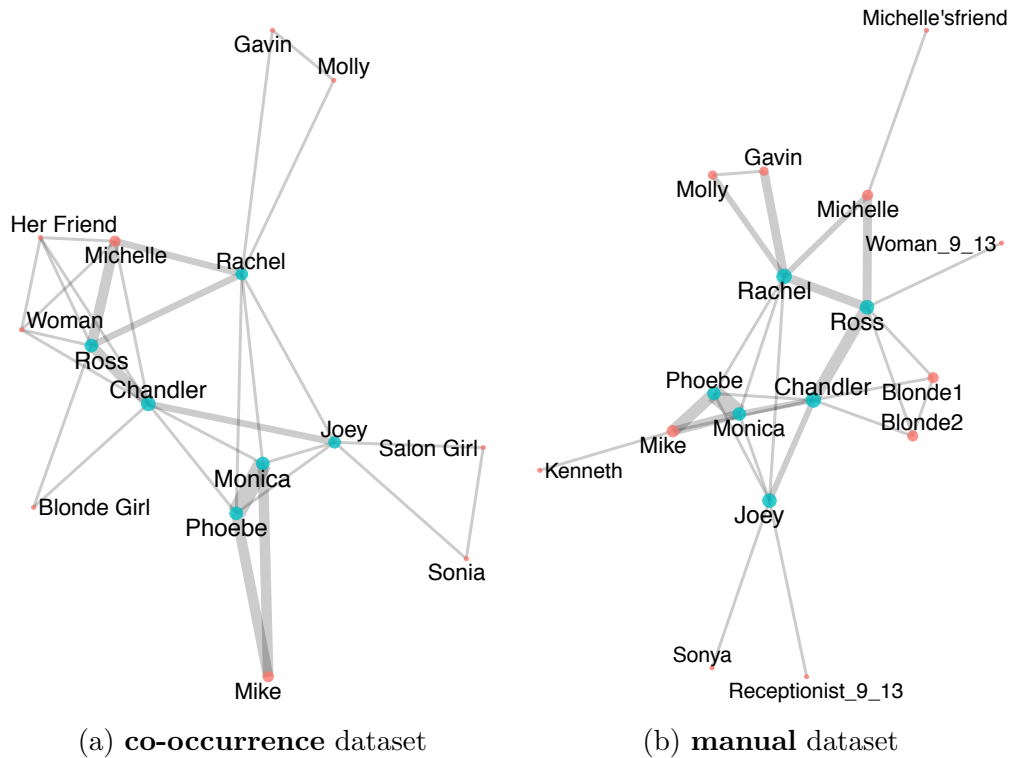 Gavin
Molly
Her Friend
Michelle
Rachel
Woman
Ross
Chandler
Joey
Salon Girl
Monica
Blonde Girl
Phoebe
Sonia
Mike
(a) co-occurrence dataset
Michelle'sfriend
Gavin
Molly
Michelle
Woman_9_13
Rachel
Ross
Phoebe
Chandler
Blonde1
Monica
Blonde2
Mike
Kenneth
Joey
Sonya
Receptionist_9_13
(b) manual dataset